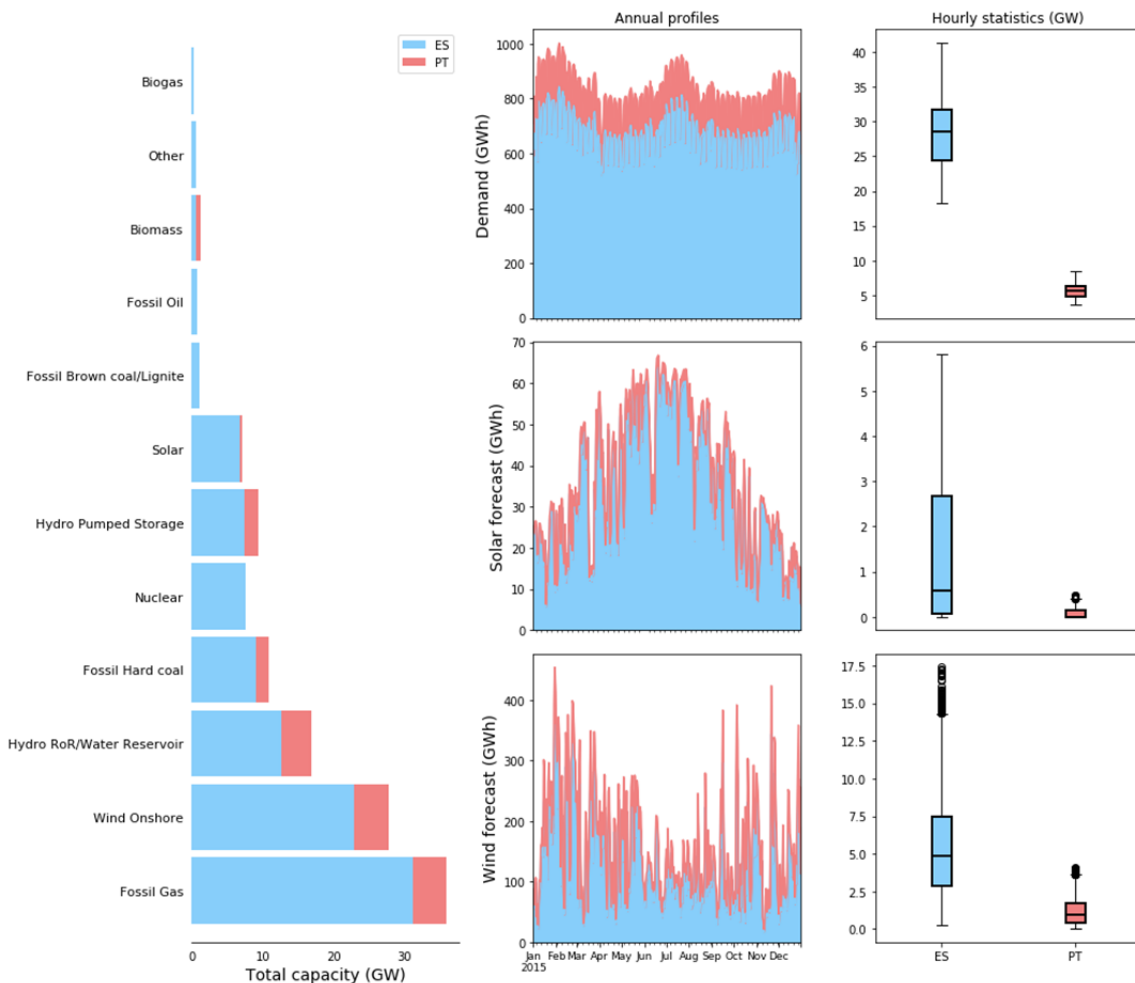 ES
PT
Biogas
Other
Biomass
Fossil Oil
Fossil Brown coal/Lignite
Solar
Hydro Pumped Storage
Nuclear
Fossil Hard coal
Hydro RoR/Water Reservoir
Wind Onshore
Fossil Gas
0 10 20 30
Total capacity (GW)
Annual profiles
Demand (GWh)
1000
800
600
400
200
0
Solar forecast (GWh)
70
60
50
40
30
20
10
0
Wind forecast (GWh)
400
300
200
100
0
Jan Feb Mar Apr May Jun Jul Aug Sep Oct Nov Dec
2015
Hourly statistics (GW)
40
35
30
25
20
15
10
5
6
5
4
3
2
1
0
17.5
15.0
12.5
10.0
7.5
5.0
2.5
0.0
ES PT